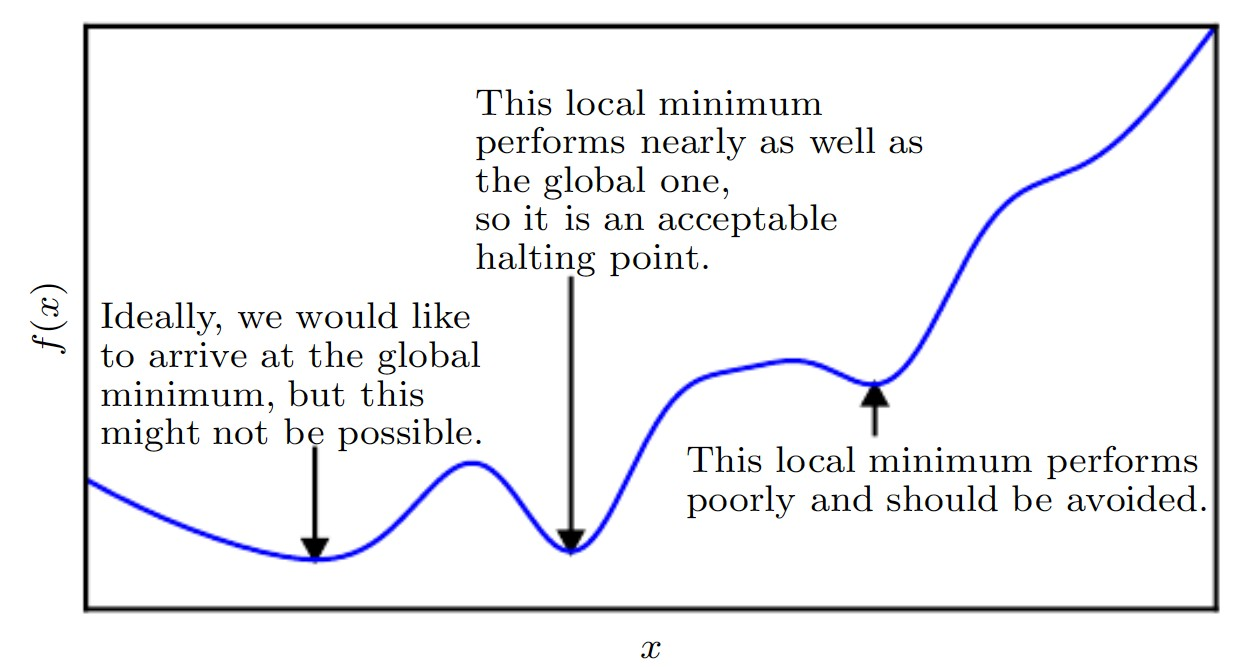 This local minimum
performs nearly as well as
the global one,
so it is an acceptable
halting point.
Ideally, we would like
to arrive at the global
minimum, but this
might not be possible.
This local minimum performs
poorly and should be avoided.
f(x)
x